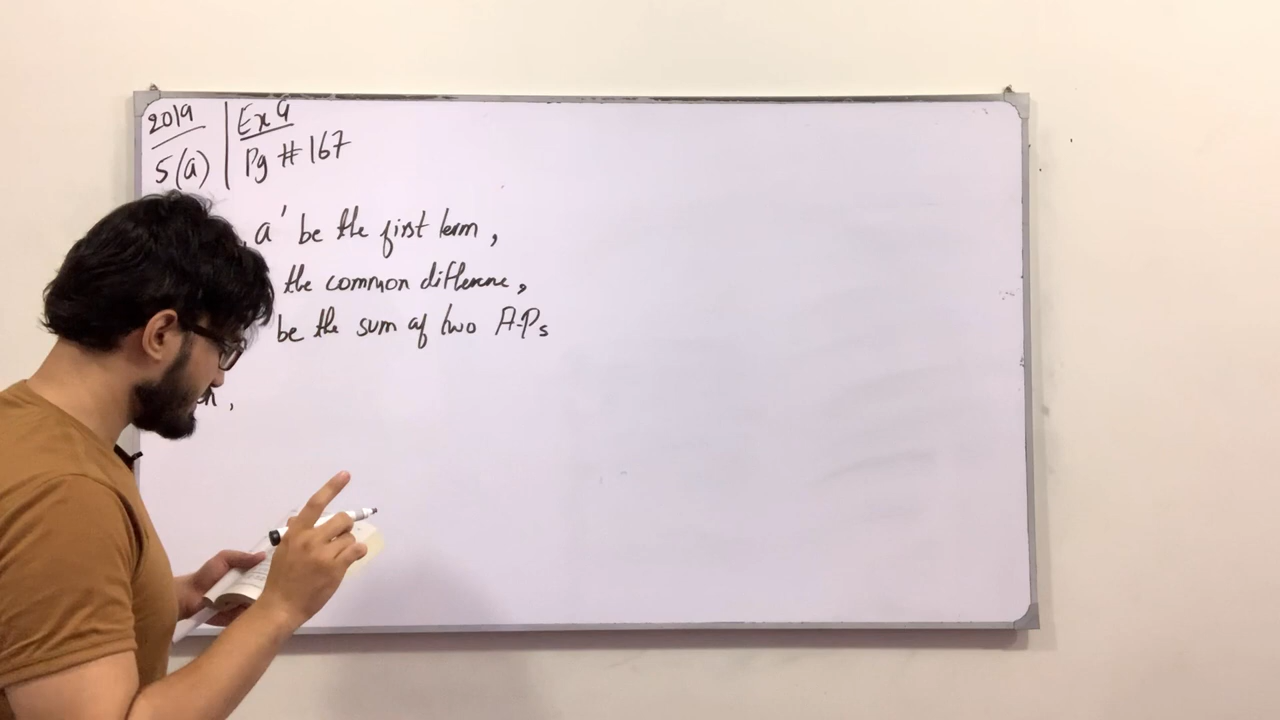 2019
5(a)
Ex 9
Pg # 167
a' be the first term,
the common difference,
be the sum of two A.Ps